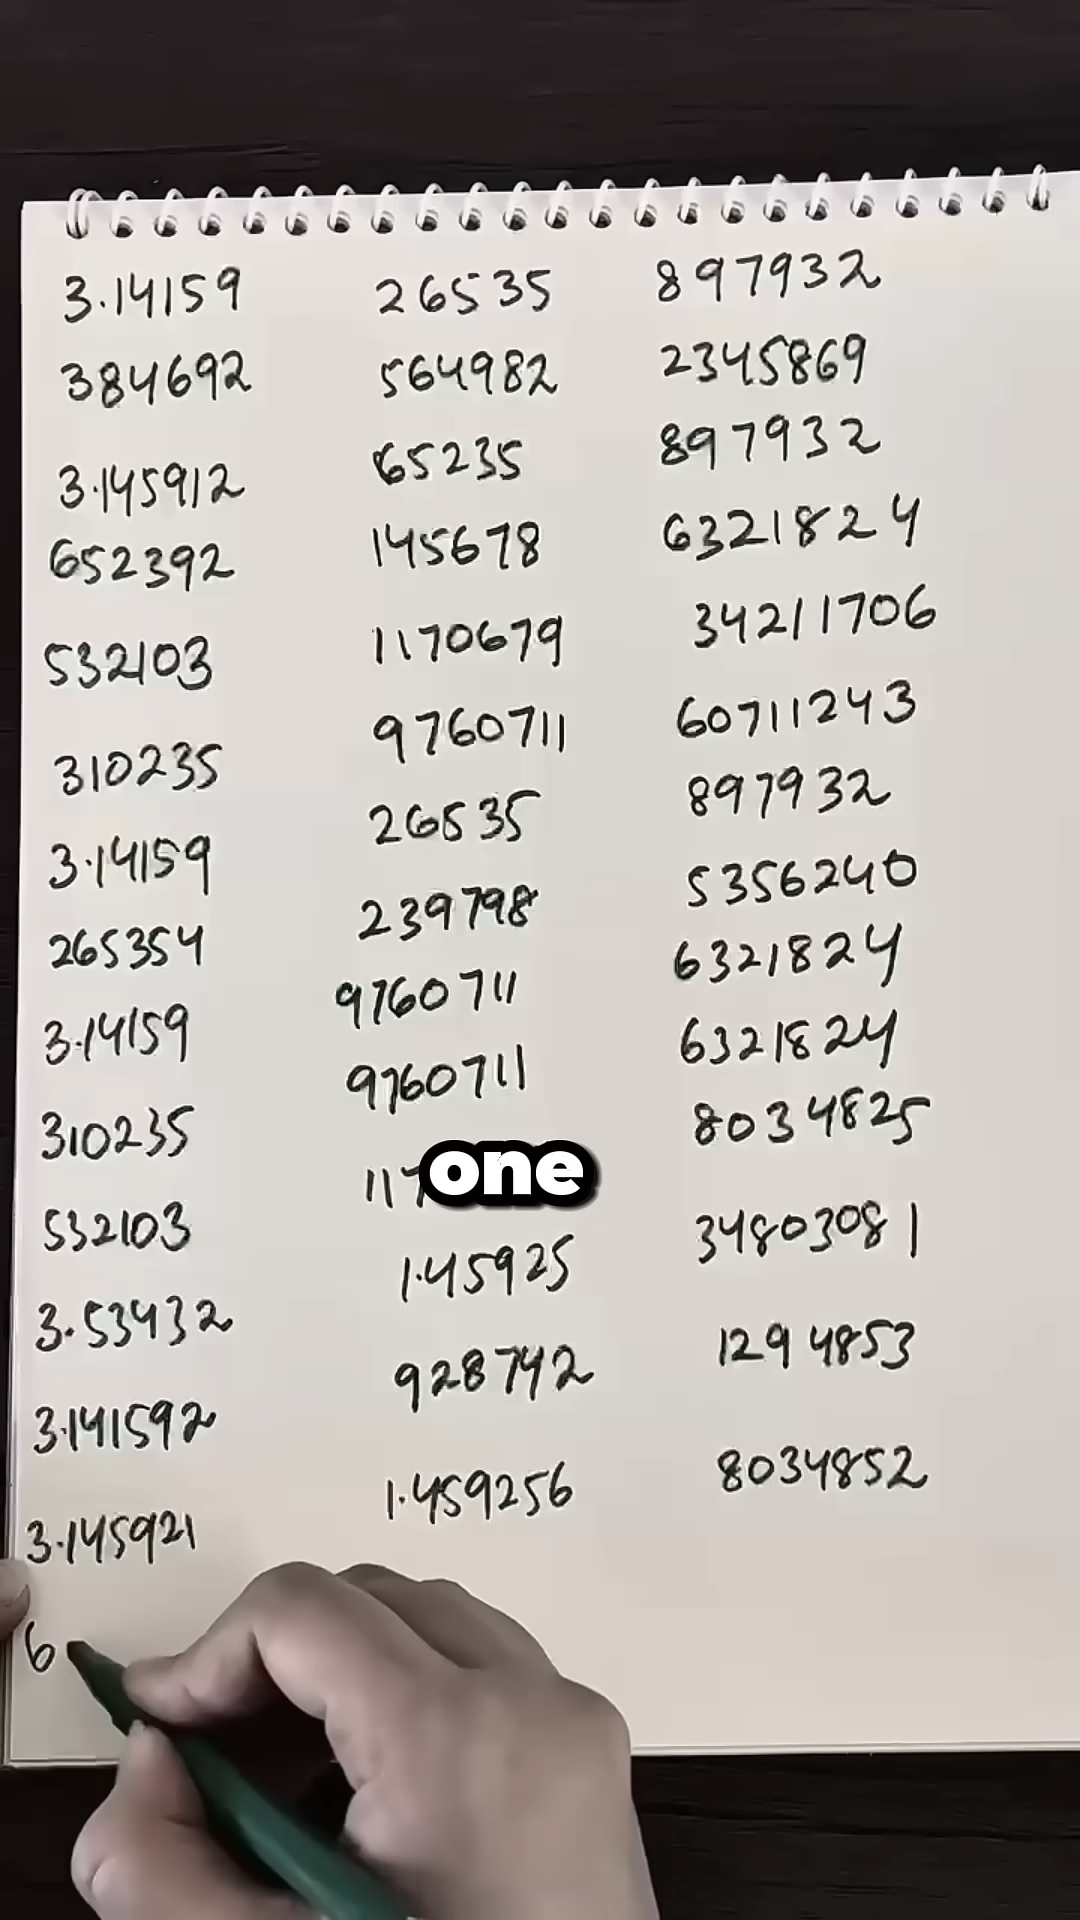 3.14159 26535 897932
384692 564982 2345869
3.145912 65235 897932
652392 145678 6321824
532103 1170679 34211706
310235 9760711 60711243
3.14159 26535 897932
265354 239798 5356240
3.14159 9760711 6321824
310235 9760711 6321824
532103 117 8034825
one
3.53432 1.45925 34803081
3.141592 928742 1294853
3.145921 1.459256 8034852
6